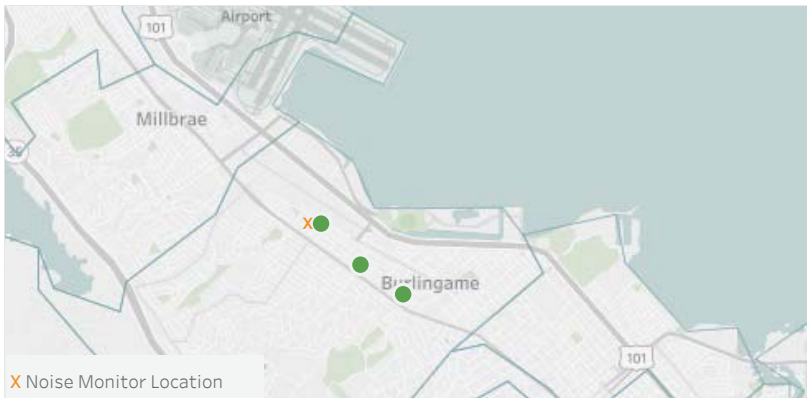 Airport
101
Millbrae
35
Burlingame
101
X
X Noise Monitor Location